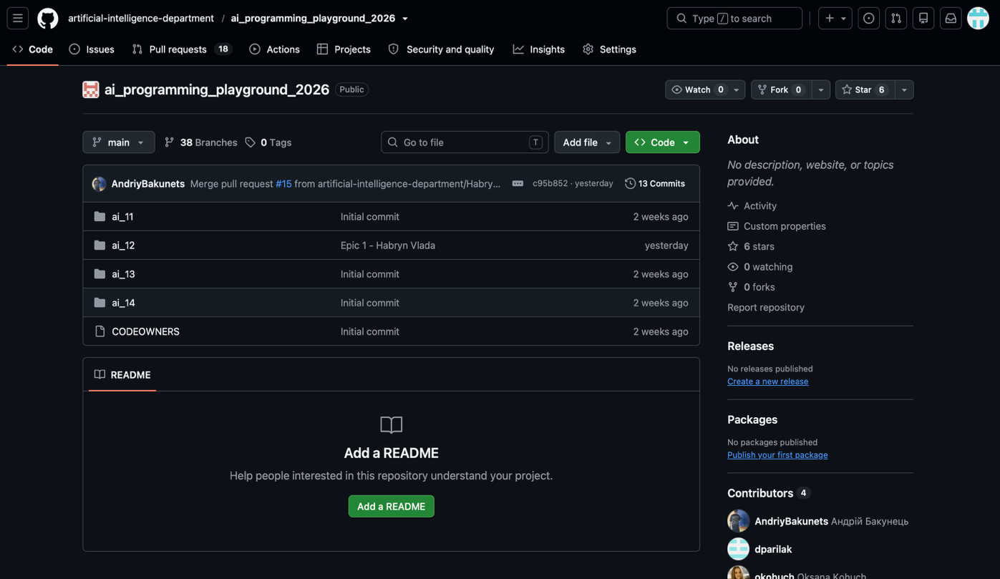 artificial-intelligence-department / ai_programming_playground_2026
Type / to search
Code Issues Pull requests 18 Actions Projects Security and quality Insights Settings
ai_programming_playground_2026 Public
Watch 0 Fork 0 Star 6
main 38 Branches 0 Tags Go to file T Add file Code
AndriyBakunets Merge pull request #15 from artificial-intelligence-department/Habry... c95b852 · yesterday 13 Commits
ai_11 Initial commit 2 weeks ago
ai_12 Epic 1 - Habryn Vlada yesterday
ai_13 Initial commit 2 weeks ago
ai_14 Initial commit 2 weeks ago
CODEOWNERS Initial commit 2 weeks ago
README
Add a README
Help people interested in this repository understand your project.
Add a README
About
No description, website, or topics
provided.
Activity
Custom properties
6 stars
0 watching
0 forks
Report repository
Releases
No releases published
Create a new release
Packages
No packages published
Publish your first package
Contributors 4
AndriyBakunets Андрій Бакунець
dparilak
okohuch Oksana Kohuch